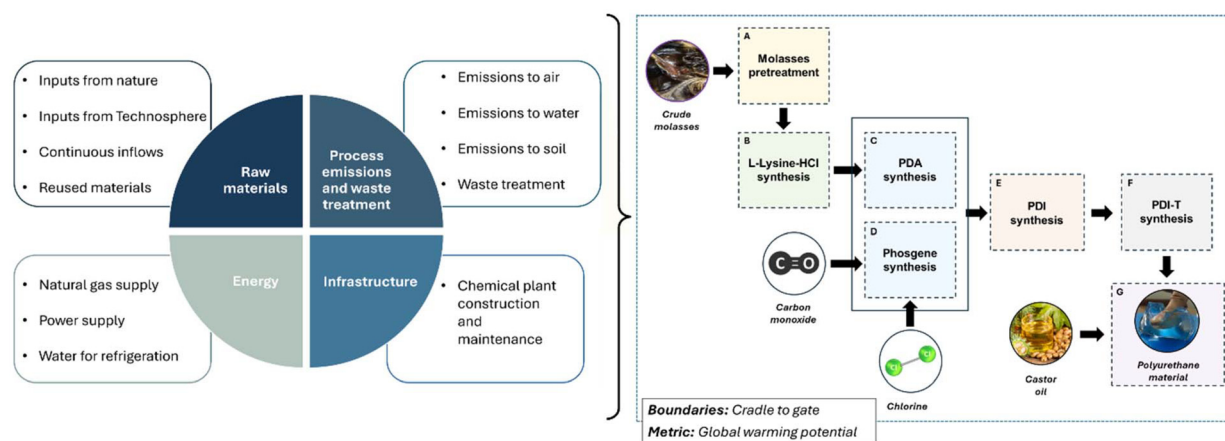 • Inputs from nature
• Inputs from Technosphere
• Continuous inflows
• Reused materials
• Emissions to air
• Emissions to water
• Emissions to soil
• Waste treatment
Raw
materials
Process
emissions
and waste
treatment
Energy
Infrastructure
• Natural gas supply
• Power supply
• Water for refrigeration
• Chemical plant
construction
and
maintenance
Crude
molasses
A
Molasses
pretreatment
B
L-Lysine-HCl
synthesis
C
PDA
synthesis
D
Phosgene
synthesis
C O
Carbon
monoxide
Cl Cl
Chlorine
E
PDI
synthesis
F
PDI-T
synthesis
G
Polyurethane
material
Castor
oil
Boundaries: Cradle to gate
Metric: Global warming potential